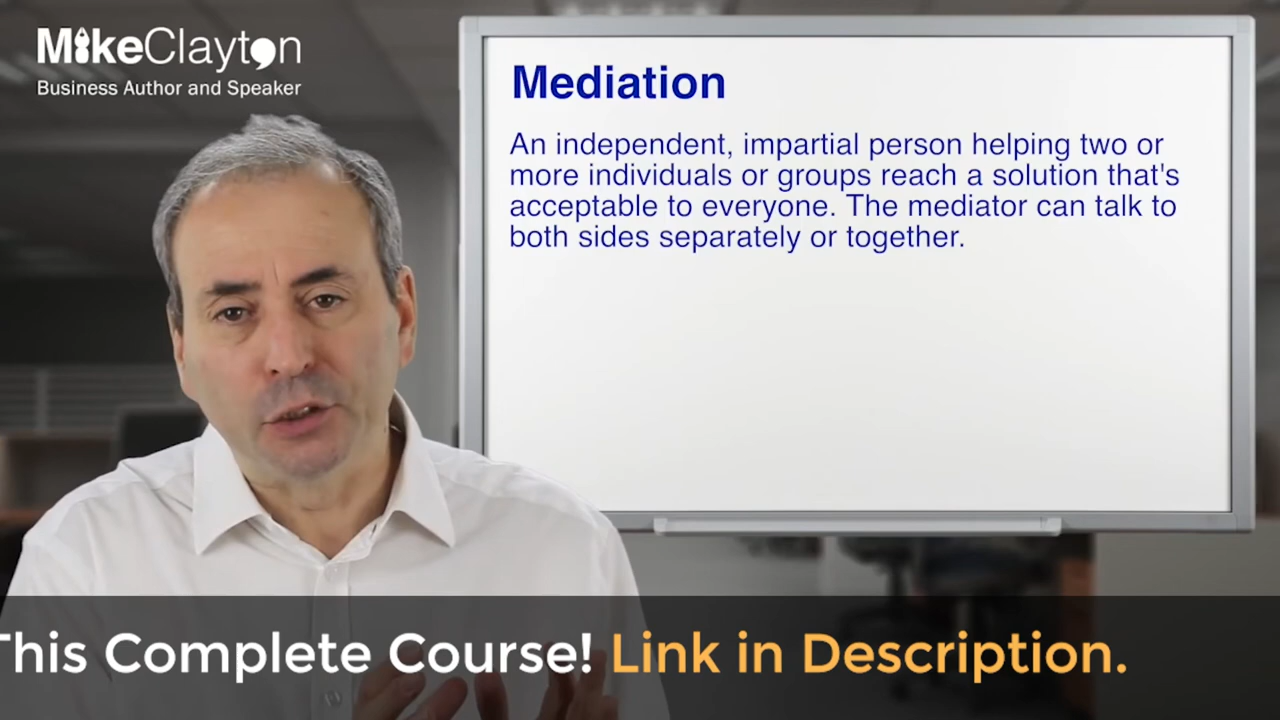 MikeClayton
Business Author and Speaker
Mediation
An independent, impartial person helping two or
more individuals or groups reach a solution that's
acceptable to everyone. The mediator can talk to
both sides separately or together.
This Complete Course! Link in Description.